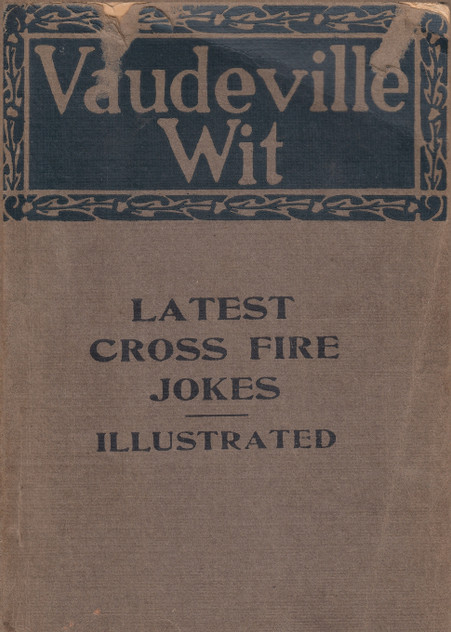 Vaudeville
Wit
LATEST
CROSS FIRE
JOKES
ILLUSTRATED